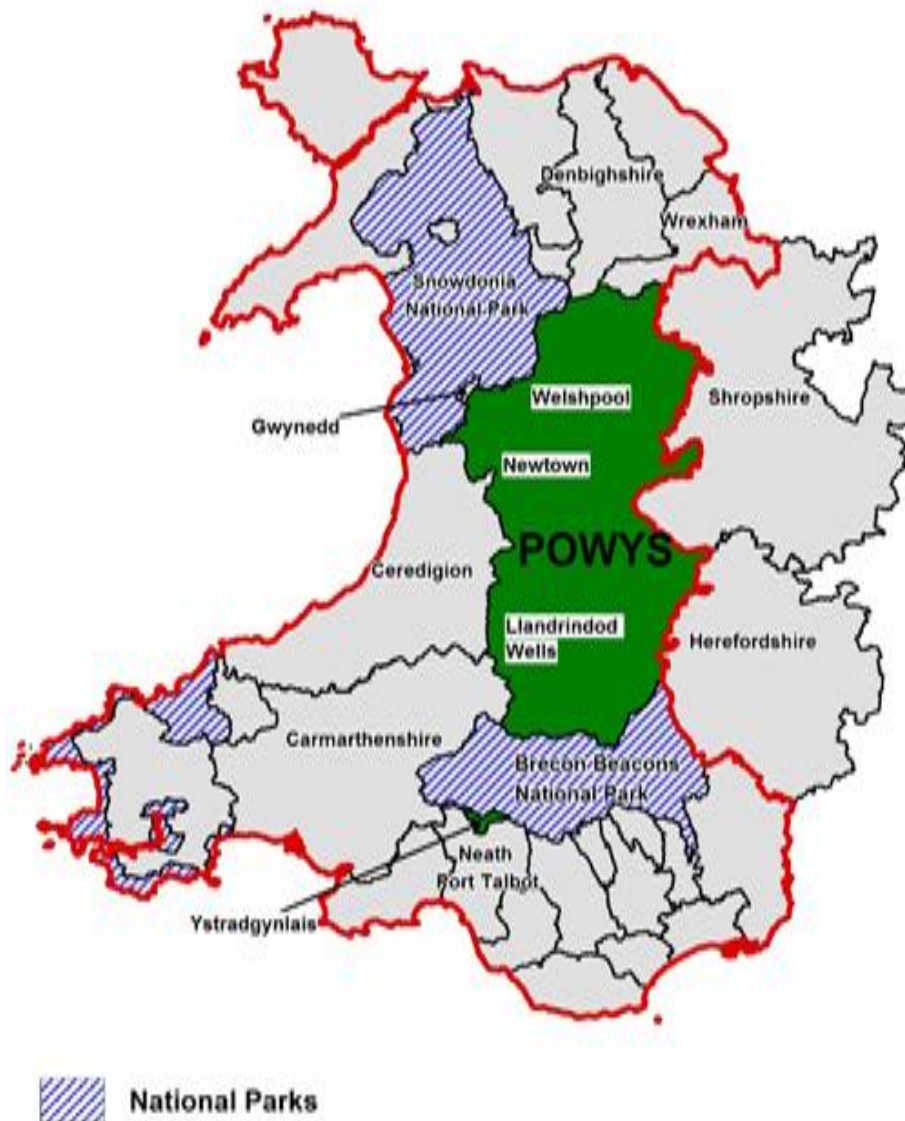 Denbighshire
Wrexham
Snowdonia
National Park
Shropshire
Welshpool
Gwynedd
Newtown
POWYS
Ceredigion
Llandrindod
Wells
Herefordshire
Carmarthenshire
Brecon Beacons
National Park
Neath
Port Talbot
Ystradgynlais
National Parks